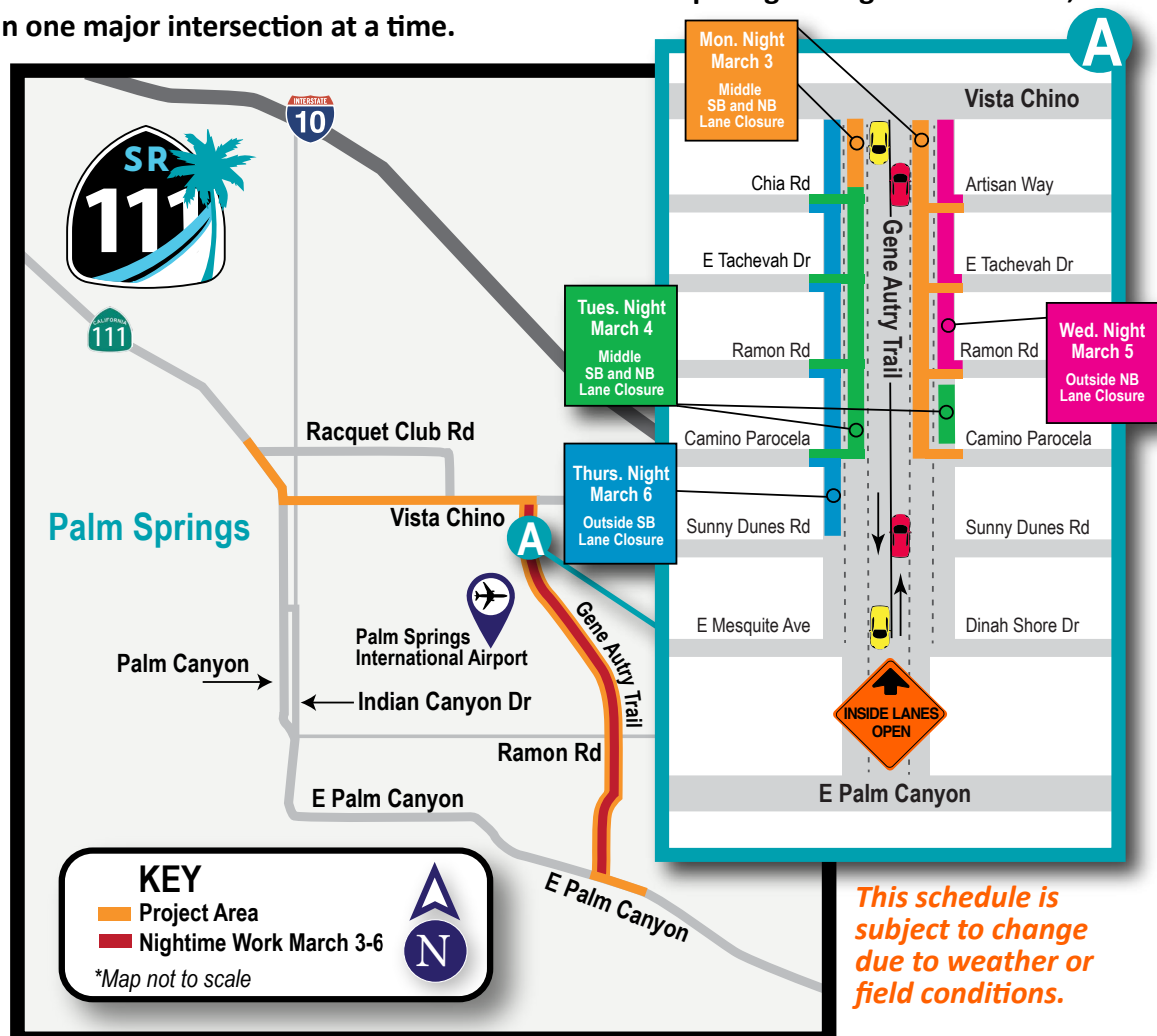 n one major intersection at a time.
A
Mon. Night
March 3
Middle
SB and NB
Lane Closure
Vista Chino
INTERSTATE
10
SR
111
Chia Rd
Artisan Way
Gene Autry Trail
E Tachevah Dr
E Tachevah Dr
Tues. Night
March 4
Middle
SB and NB
Lane Closure
CALIFORNIA
111
Ramon Rd
Ramon Rd
Wed. Night
March 5
Outside NB
Lane Closure
Racquet Club Rd
Camino Parocela
Camino Parocela
Thurs. Night
March 6
Outside SB
Lane Closure
Vista Chino
Palm Springs
A
Sunny Dunes Rd
Sunny Dunes Rd
Gene Autry Trail
Palm Springs
International Airport
E Mesquite Ave
Dinah Shore Dr
Palm Canyon
Indian Canyon Dr
INSIDE LANES
OPEN
Ramon Rd
E Palm Canyon
E Palm Canyon
E Palm Canyon
KEY
Project Area
Nightime Work March 3-6
*Map not to scale
N
This schedule is
subject to change
due to weather or
field conditions.